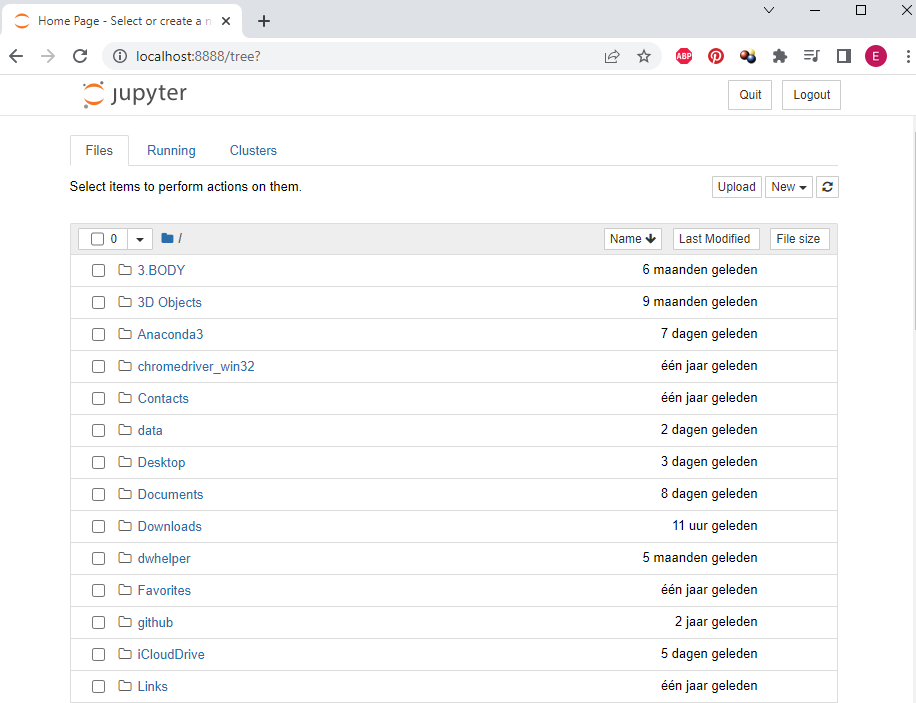 Home Page - Select or create a n
localhost:8888/tree?
ABP
E
jupyter
Quit
Logout
Files
Running
Clusters
Select items to perform actions on them.
Upload
New
0
/
Name
Last Modified
File size
3.BODY 6 maanden geleden
3D Objects 9 maanden geleden
Anaconda3 7 dagen geleden
chromedriver_win32 één jaar geleden
Contacts één jaar geleden
data 2 dagen geleden
Desktop 3 dagen geleden
Documents 8 dagen geleden
Downloads 11 uur geleden
dwhelper 5 maanden geleden
Favorites één jaar geleden
github 2 jaar geleden
iCloudDrive 5 dagen geleden
Links één jaar geleden